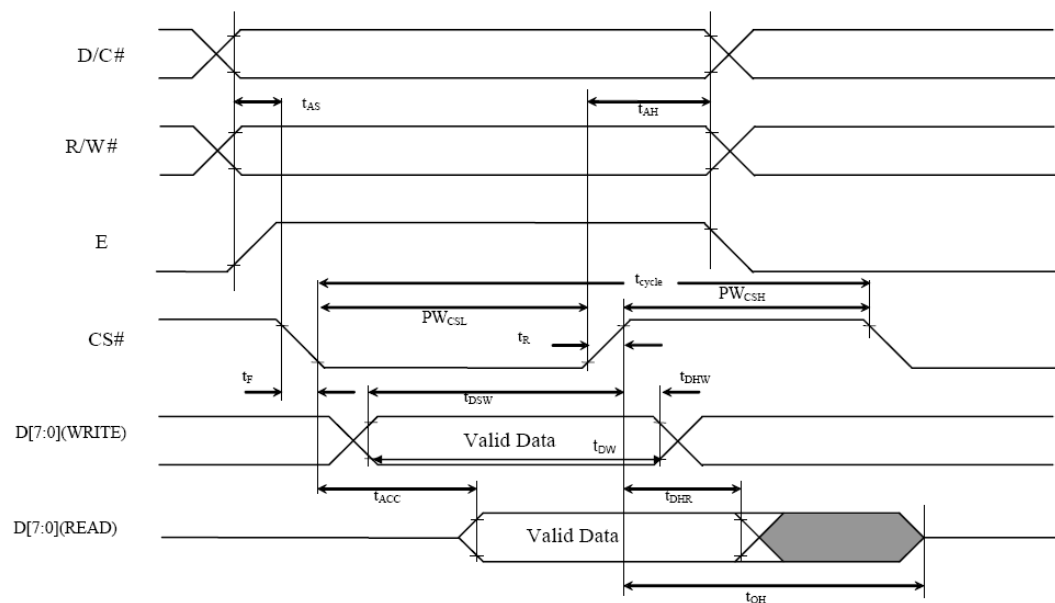 D/C#
tAS
tAH
R/W#
E
tcycle
PWCSL
PWCSH
CS#
tR
tF
tDSW
tDHW
D[7:0](WRITE)
Valid Data
tDW
tACC
tDHR
D[7:0](READ)
Valid Data
tOH